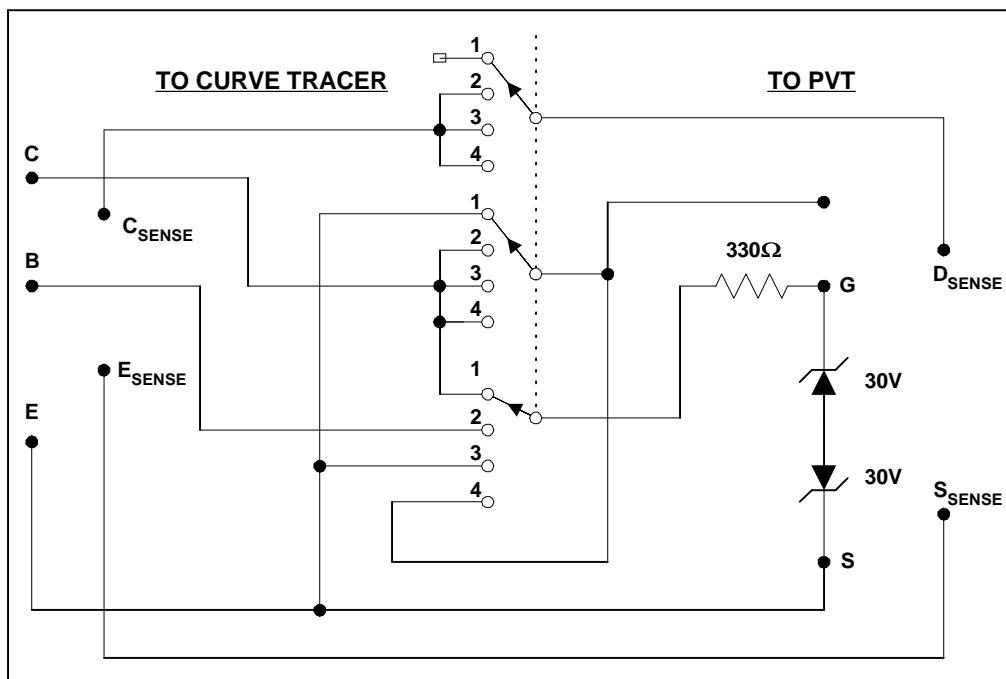 TO CURVE TRACER
TO PVT
1
2
3
4
C
C_SENSE
B
1
2
3
4
330Ω
G
D_SENSE
E_SENSE
E
1
2
3
4
30V
30V
S_SENSE
S